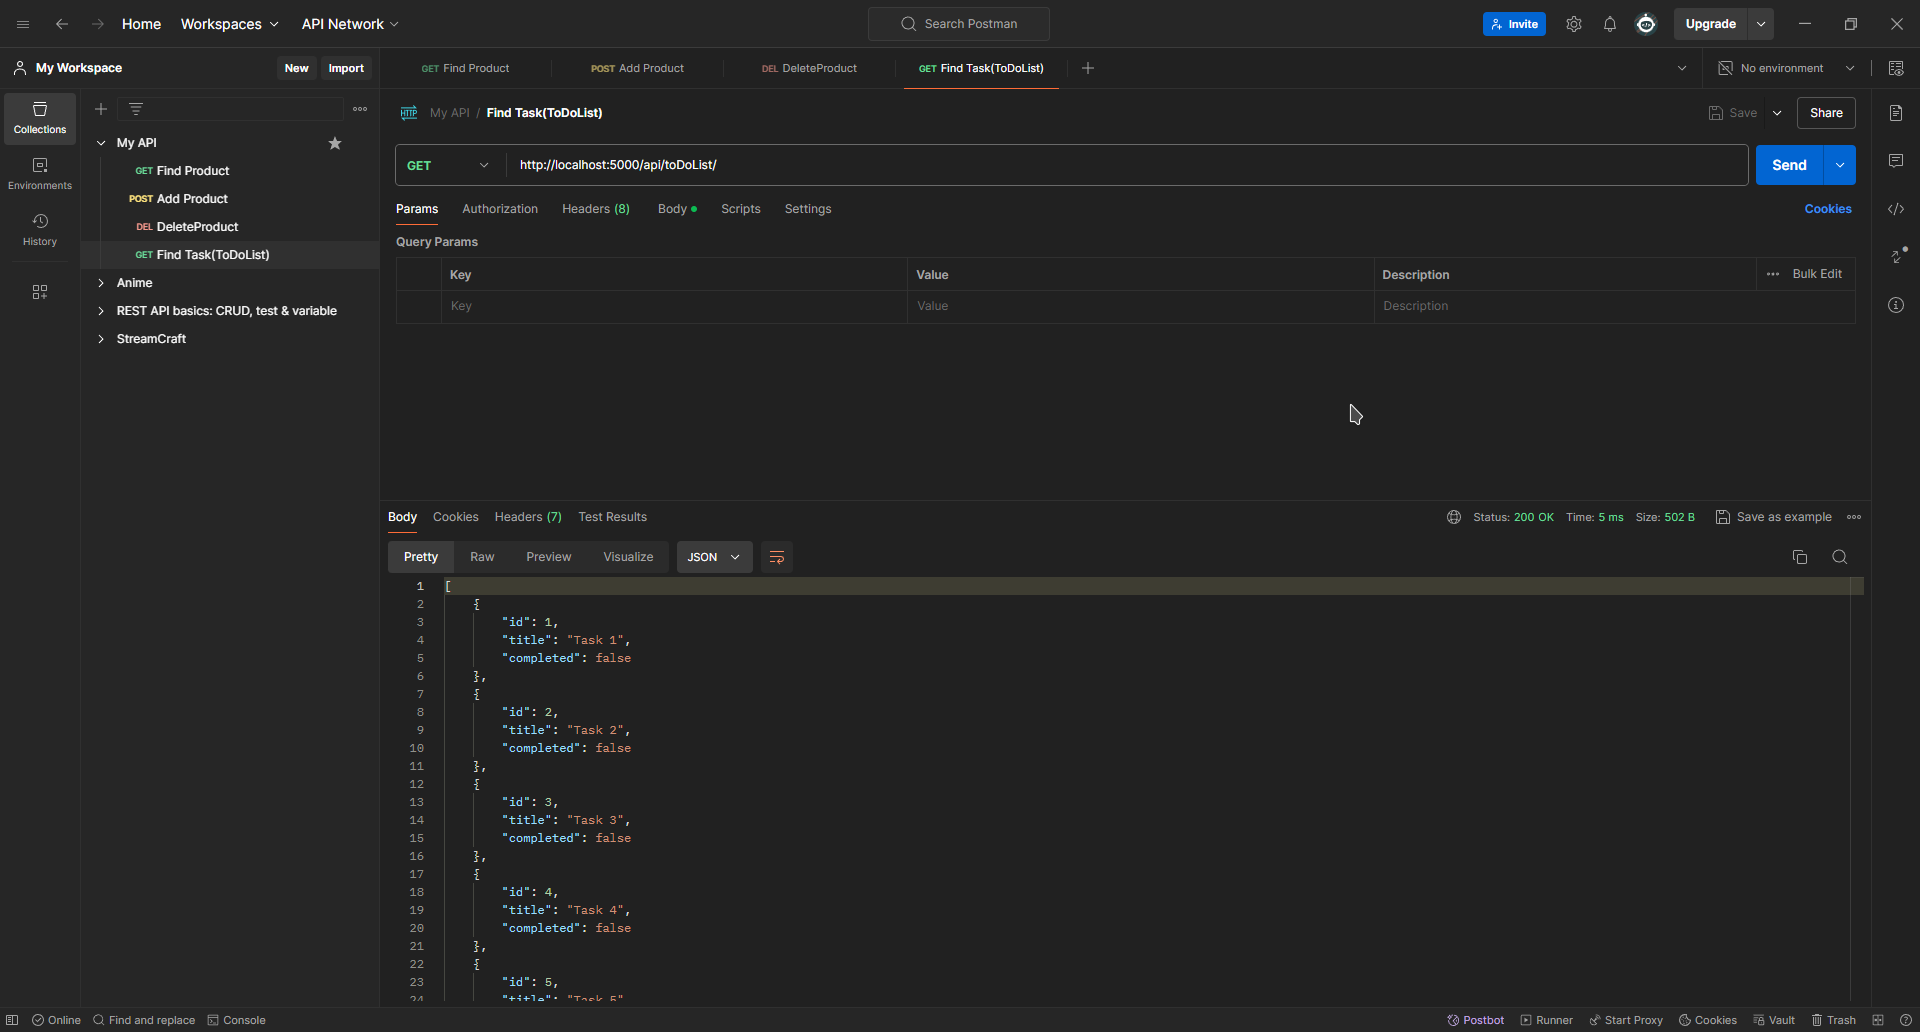 Home Workspaces API Network Search Postman Invite Upgrade
My Workspace New Import
GET Find Product POST Add Product DEL DeleteProduct GET Find Task(ToDoList) No environment
Collections
Environments
History
My API
GET Find Product
POST Add Product
DEL DeleteProduct
GET Find Task(ToDoList)
Anime
REST API basics: CRUD, test & variable
StreamCraft
HTTP My API / Find Task(ToDoList) Save Share
GET http://localhost:5000/api/toDoList/ Send
Params Authorization Headers (8) Body Scripts Settings Cookies
Query Params
Key Value Description Bulk Edit
Key Value Description
Body Cookies Headers (7) Test Results Status: 200 OK Time: 5 ms Size: 502 B Save as example
Pretty Raw Preview Visualize JSON
1 [
2 {
3 "id": 1,
4 "title": "Task 1",
5 "completed": false
6 },
7 {
8 "id": 2,
9 "title": "Task 2",
10 "completed": false
11 },
12 {
13 "id": 3,
14 "title": "Task 3",
15 "completed": false
16 },
17 {
18 "id": 4,
19 "title": "Task 4",
20 "completed": false
21 },
22 {
23 "id": 5,
24 "title": "Task 5"
Online Find and replace Console Postbot Runner Start Proxy Cookies Vault Trash